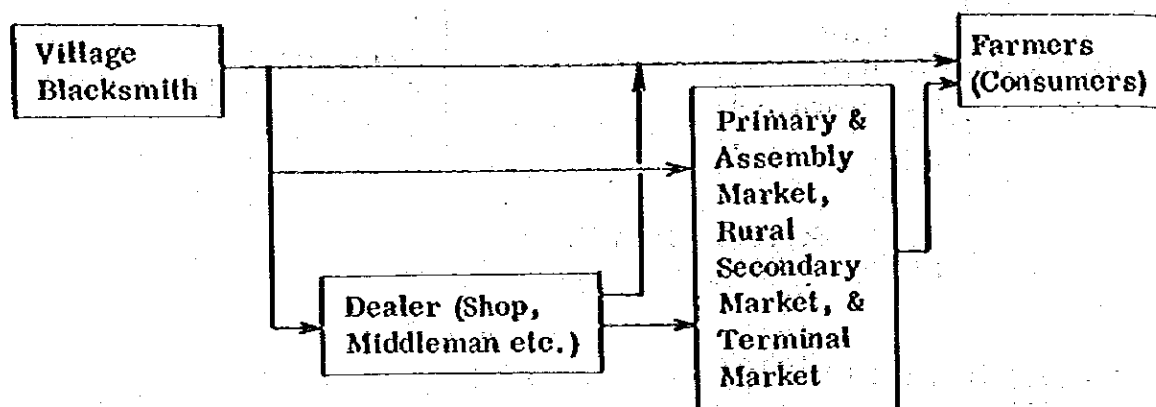 Village
Blacksmith
Farmers
(Consumers)
Primary &
Assembly
Market,
Rural
Secondary
Market, &
Terminal
Market
Dealer (Shop,
Middleman etc.)